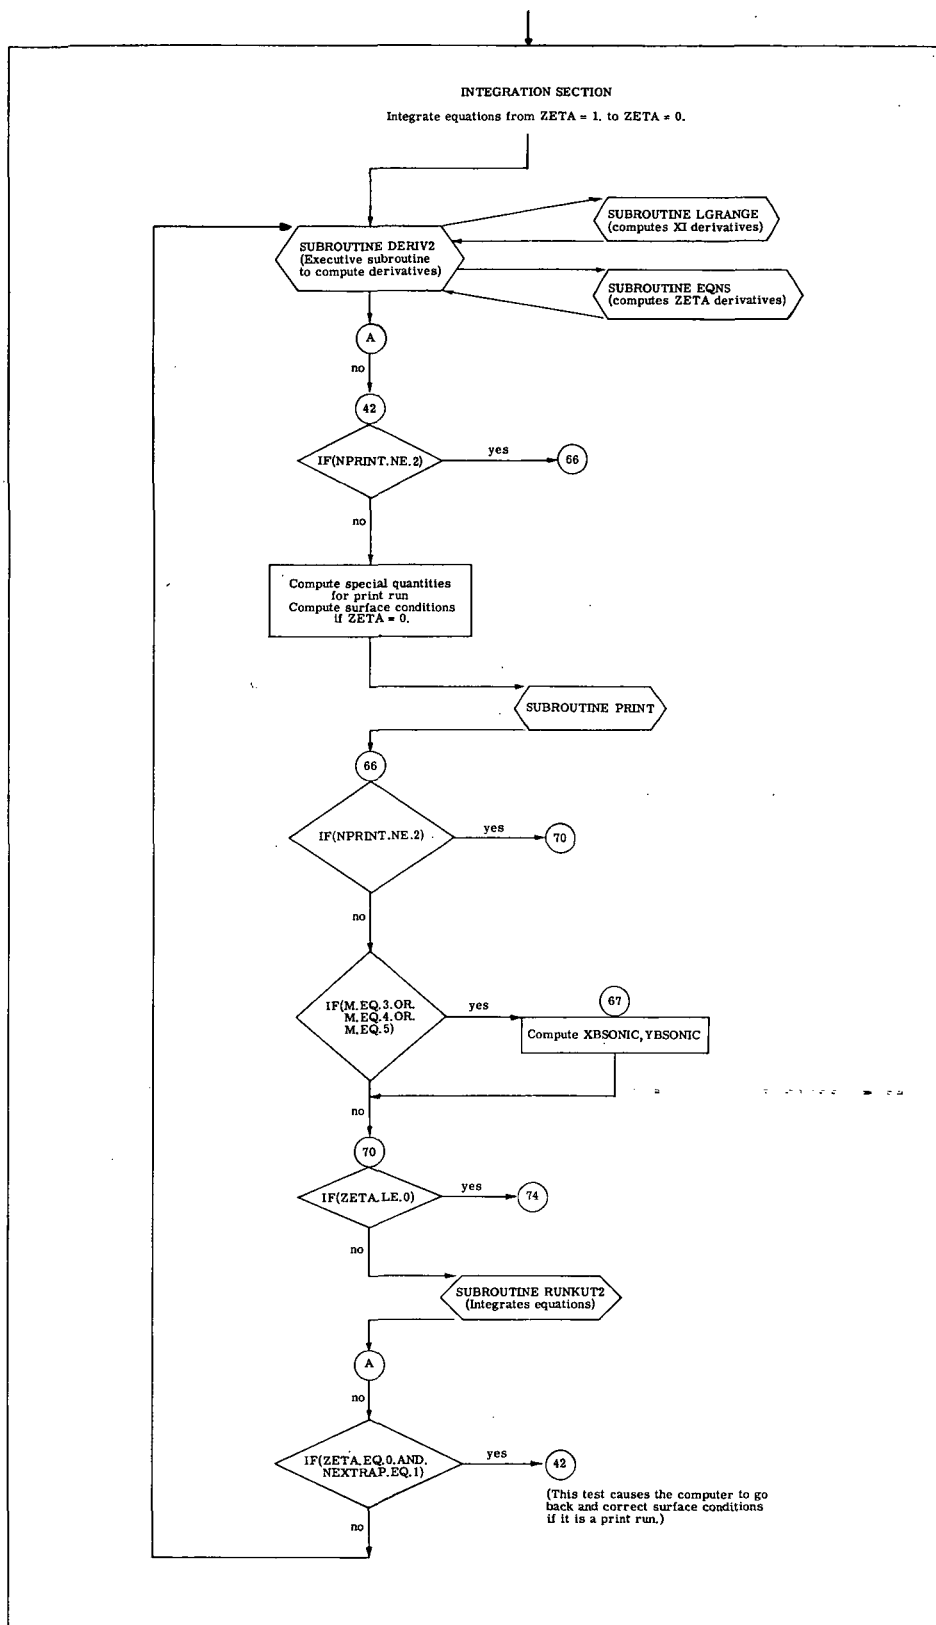 INTEGRATION SECTION
Integrate equations from ZETA = 1. to ZETA = 0.
SUBROUTINE LGRANGE
(computes XI derivatives)
SUBROUTINE DERIV2
(Executive subroutine
to compute derivatives)
SUBROUTINE EQNS
(computes ZETA derivatives)
A
no
42
IF(NPRINT.NE.2)
yes
66
no
Compute special quantities
for print run
Compute surface conditions
if ZETA = 0.
SUBROUTINE PRINT
66
IF(NPRINT.NE.2)
yes
70
no
IF(M.EQ.3.OR.
M.EQ.4.OR.
M.EQ.5)
yes
67
Compute XBSONIC, YBSONIC
no
70
IF(ZETA.LE.0)
yes
74
no
SUBROUTINE RUNKUT2
(Integrates equations)
A
no
IF(ZETA.EQ.0.AND.
NEXTRAP.EQ.1)
yes
42
(This test causes the computer to go
back and correct surface conditions
if it is a print run.)
no